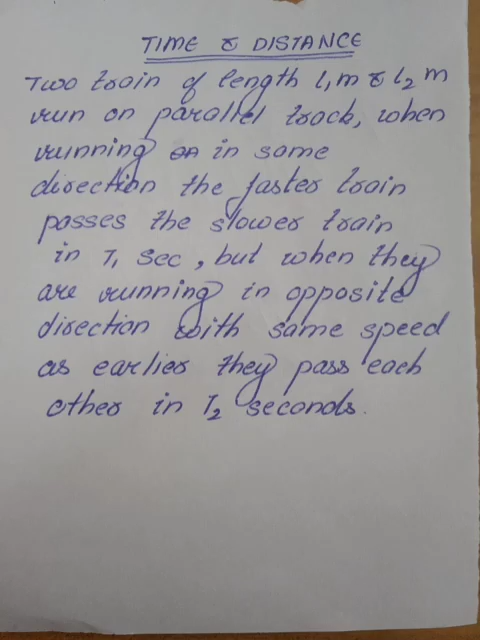 TIME & DISTANCE
Two train of length l₁m & l₂ m
run on parallel track, when
running in same
direction the faster train
passes the slower train
in T₁ Sec, but when they
are running in opposite
direction with same speed
as earlier they pass each
other in T₂ seconds.